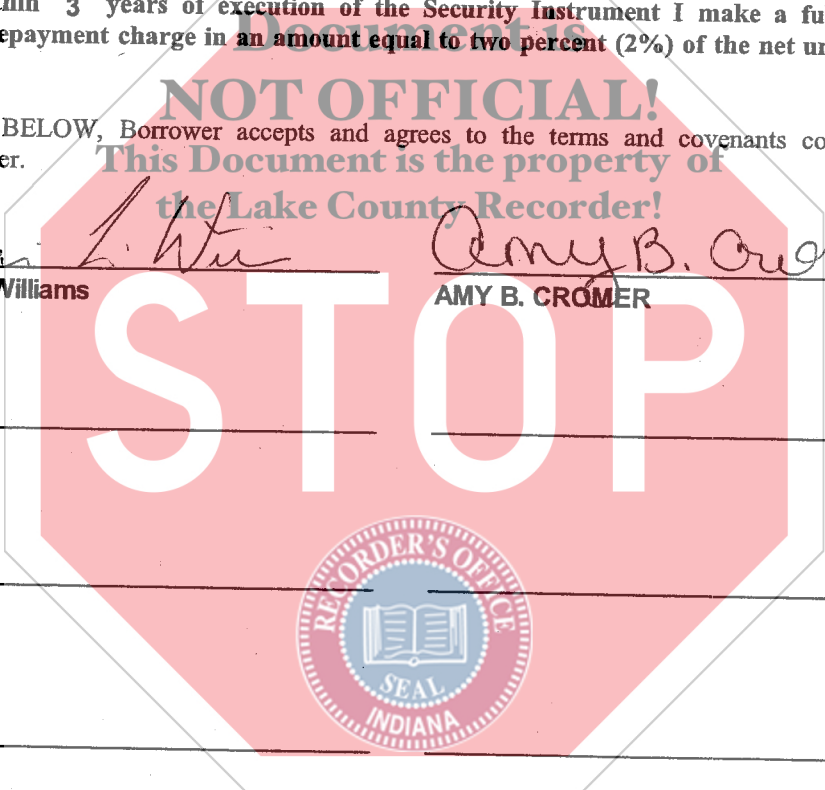 3 years of execution of the Security Instrument I make a fu
epayment charge in an amount equal to two percent (2%) of the net un
Document is
NOT OFFICIAL!
BELOW, Borrower accepts and agrees to the terms and covenants co
er.
This Document is the property of
the Lake County Recorder!
Amy B. Cro
Williams
AMY B. CROMER
STOP
RECORDER'S OFFICE
SEAL
INDIANA